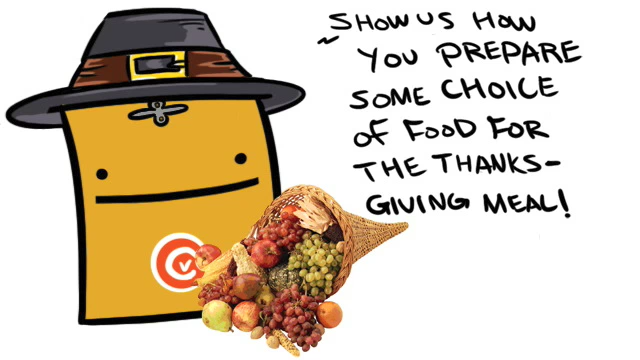 ~SHOW US HOW
YOU PREPARE
SOME CHOICE
OF FOOD FOR
THE THANKS-
GIVING MEAL!